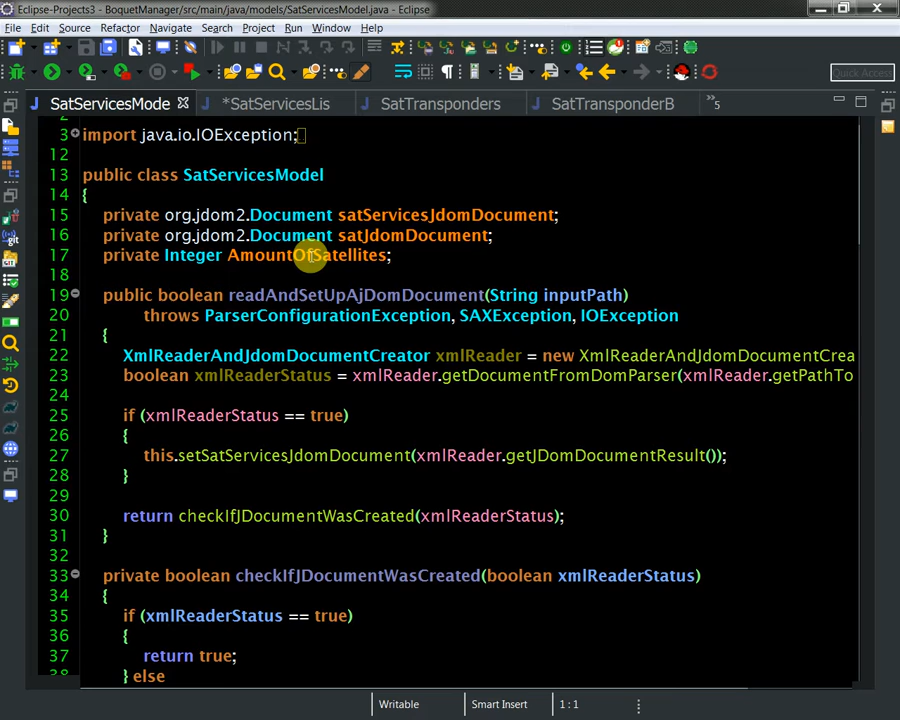 Eclipse-Projects3 - BoquetManager/src/main/java/models/SatServicesModel.java - Eclipse
File Edit Source Refactor Navigate Search Project Run Window Help
Quick Access
SatServicesMode *SatServicesLis SatTransponders SatTransponderB »5
2
3 import java.io.IOException;
12
13 public class SatServicesModel
14 {
15 private org.jdom2.Document satServicesJdomDocument;
16 private org.jdom2.Document satJdomDocument;
17 private Integer AmountOfSatellites;
18
19 public boolean readAndSetUpAjDomDocument(String inputPath)
20 throws ParserConfigurationException, SAXException, IOException
21 {
22 XmlReaderAndJdomDocumentCreator xmlReader = new XmlReaderAndJdomDocumentCrea
23 boolean xmlReaderStatus = xmlReader.getDocumentFromDomParser(xmlReader.getPathTo
24
25 if (xmlReaderStatus == true)
26 {
27 this.setSatServicesJdomDocument(xmlReader.getJDomDocumentResult());
28 }
29
30 return checkIfJDocumentWasCreated(xmlReaderStatus);
31 }
32
33 private boolean checkIfJDocumentWasCreated(boolean xmlReaderStatus)
34 {
35 if (xmlReaderStatus == true)
36 {
37 return true;
38 } else
Writable Smart Insert 1 : 1